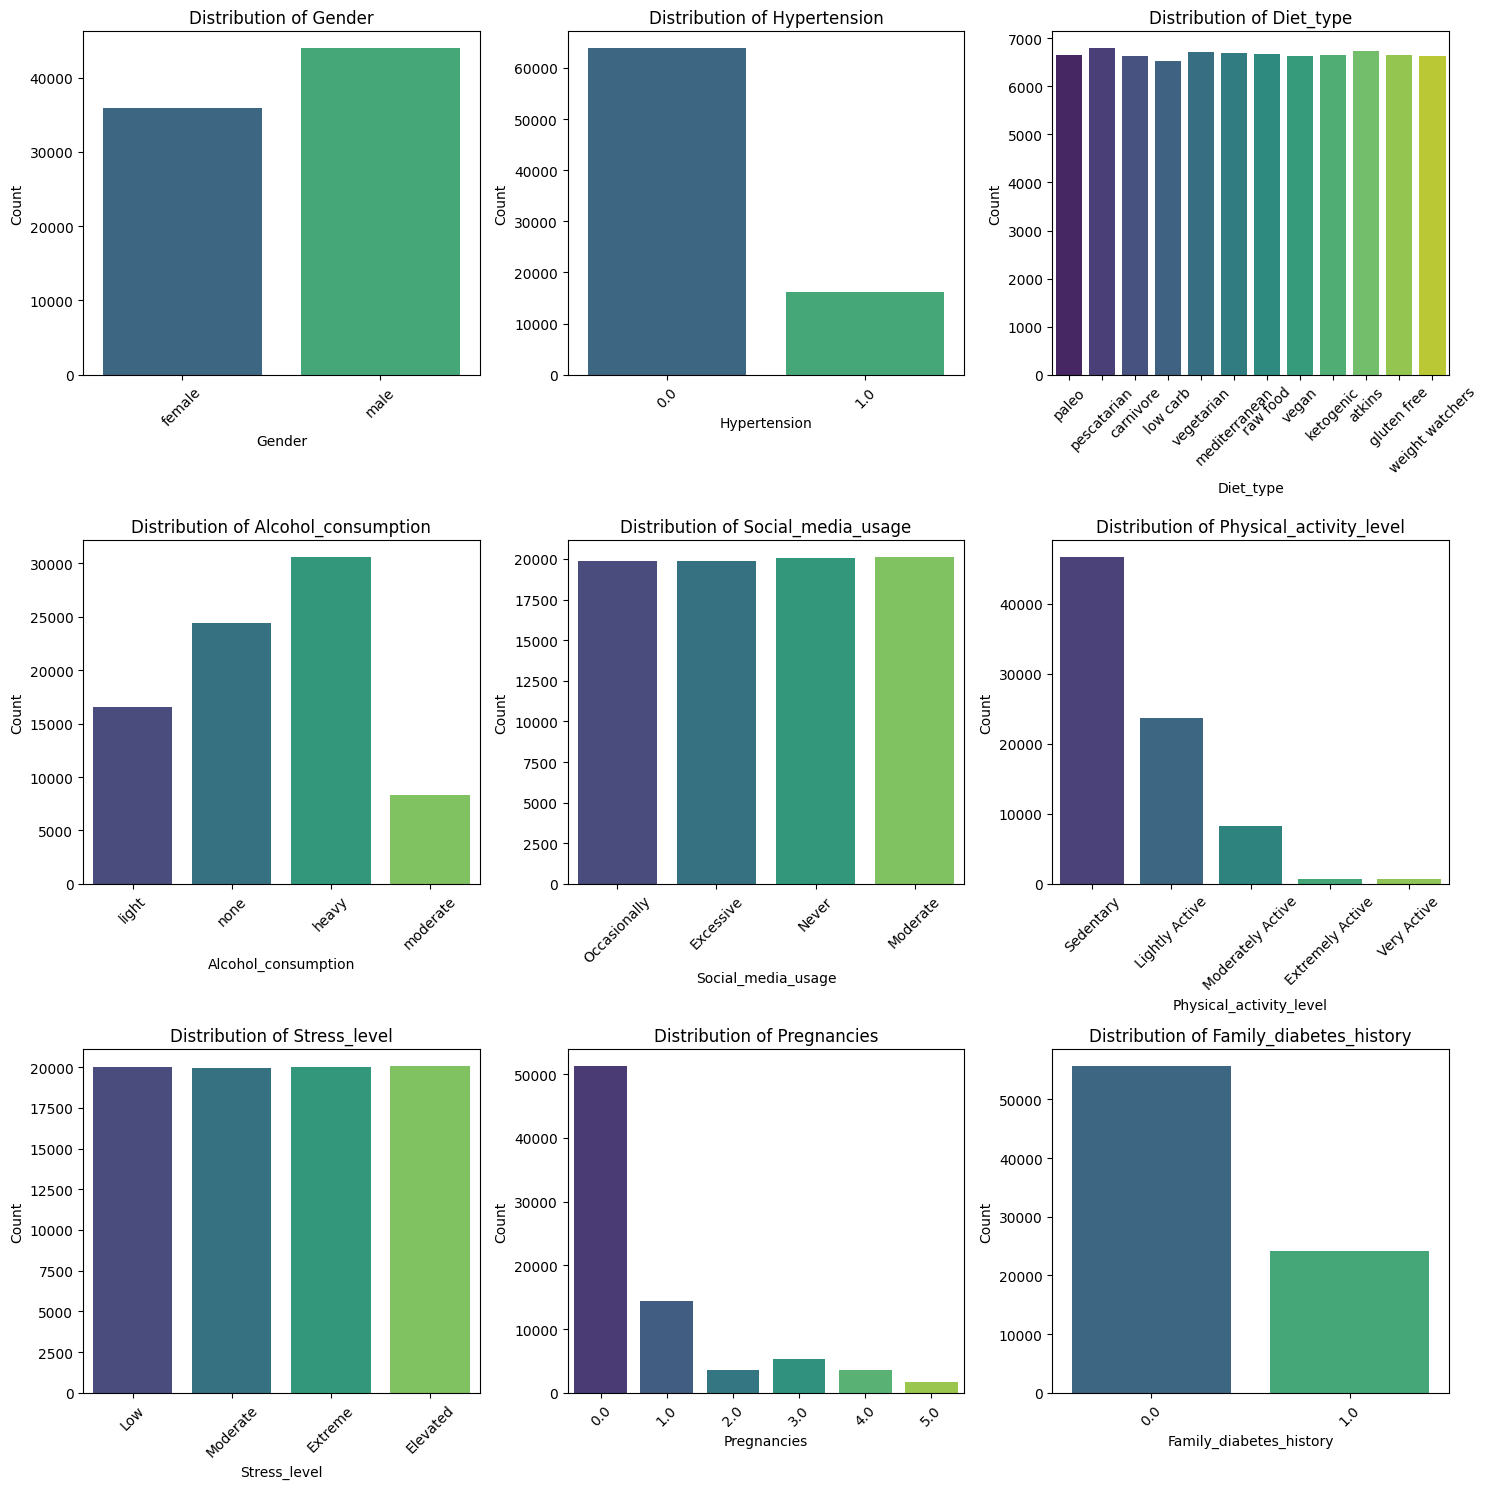 Distribution of Gender
Count
40000
30000
20000
10000
0
female
male
Gender
Distribution of Hypertension
Count
60000
50000
40000
30000
20000
10000
0
0.0
1.0
Hypertension
Distribution of Diet_type
Count
7000
6000
5000
4000
3000
2000
1000
0
paleo
pescatarian
carnivore
low carb
vegetarian
mediterranean
raw food
vegan
ketogenic
atkins
gluten free
weight watchers
Diet_type
Distribution of Alcohol_consumption
Count
30000
25000
20000
15000
10000
5000
0
light
none
heavy
moderate
Alcohol_consumption
Distribution of Social_media_usage
Count
20000
17500
15000
12500
10000
7500
5000
2500
0
Occasionally
Excessive
Never
Moderate
Social_media_usage
Distribution of Physical_activity_level
Count
40000
30000
20000
10000
0
Sedentary
Lightly Active
Moderately Active
Extremely Active
Very Active
Physical_activity_level
Distribution of Stress_level
Count
20000
17500
15000
12500
10000
7500
5000
2500
0
Low
Moderate
Extreme
Elevated
Stress_level
Distribution of Pregnancies
Count
50000
40000
30000
20000
10000
0
0.0
1.0
2.0
3.0
4.0
5.0
Pregnancies
Distribution of Family_diabetes_history
Count
50000
40000
30000
20000
10000
0
0.0
1.0
Family_diabetes_history